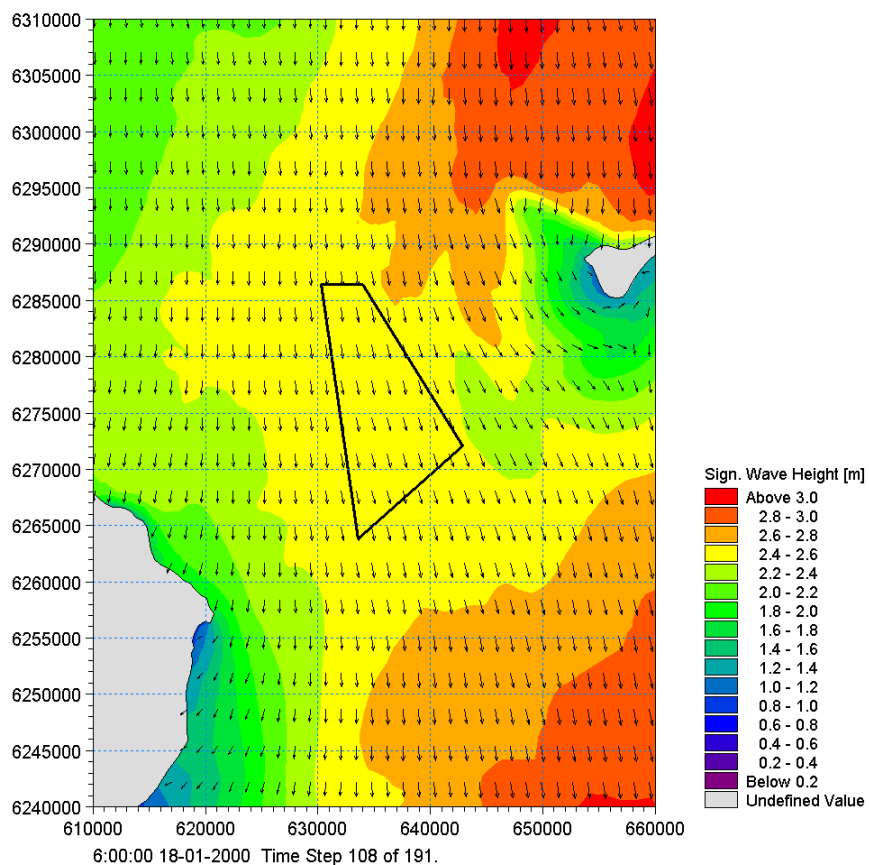 6310000
6305000
6300000
6295000
6290000
6285000
6280000
6275000
6270000
6265000
6260000
6255000
6250000
6245000
6240000
610000 620000 630000 640000 650000 660000
6:00:00 18-01-2000 Time Step 108 of 191.
Sign. Wave Height [m]
Above 3.0
2.8 - 3.0
2.6 - 2.8
2.4 - 2.6
2.2 - 2.4
2.0 - 2.2
1.8 - 2.0
1.6 - 1.8
1.4 - 1.6
1.2 - 1.4
1.0 - 1.2
0.8 - 1.0
0.6 - 0.8
0.4 - 0.6
0.2 - 0.4
Below 0.2
Undefined Value